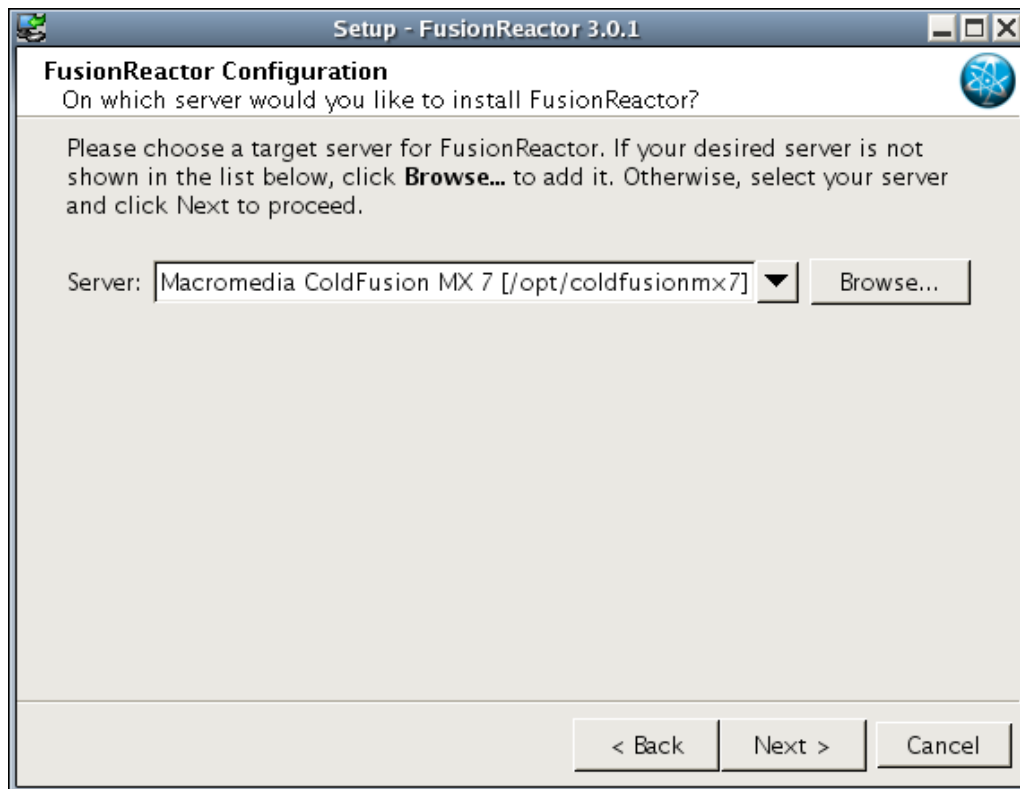 Setup - FusionReactor 3.0.1
FusionReactor Configuration
On which server would you like to install FusionReactor?
Please choose a target server for FusionReactor. If your desired server is not
shown in the list below, click Browse... to add it. Otherwise, select your server
and click Next to proceed.
Server: Macromedia ColdFusion MX 7 [/opt/coldfusionmx7] Browse...
< Back Next > Cancel